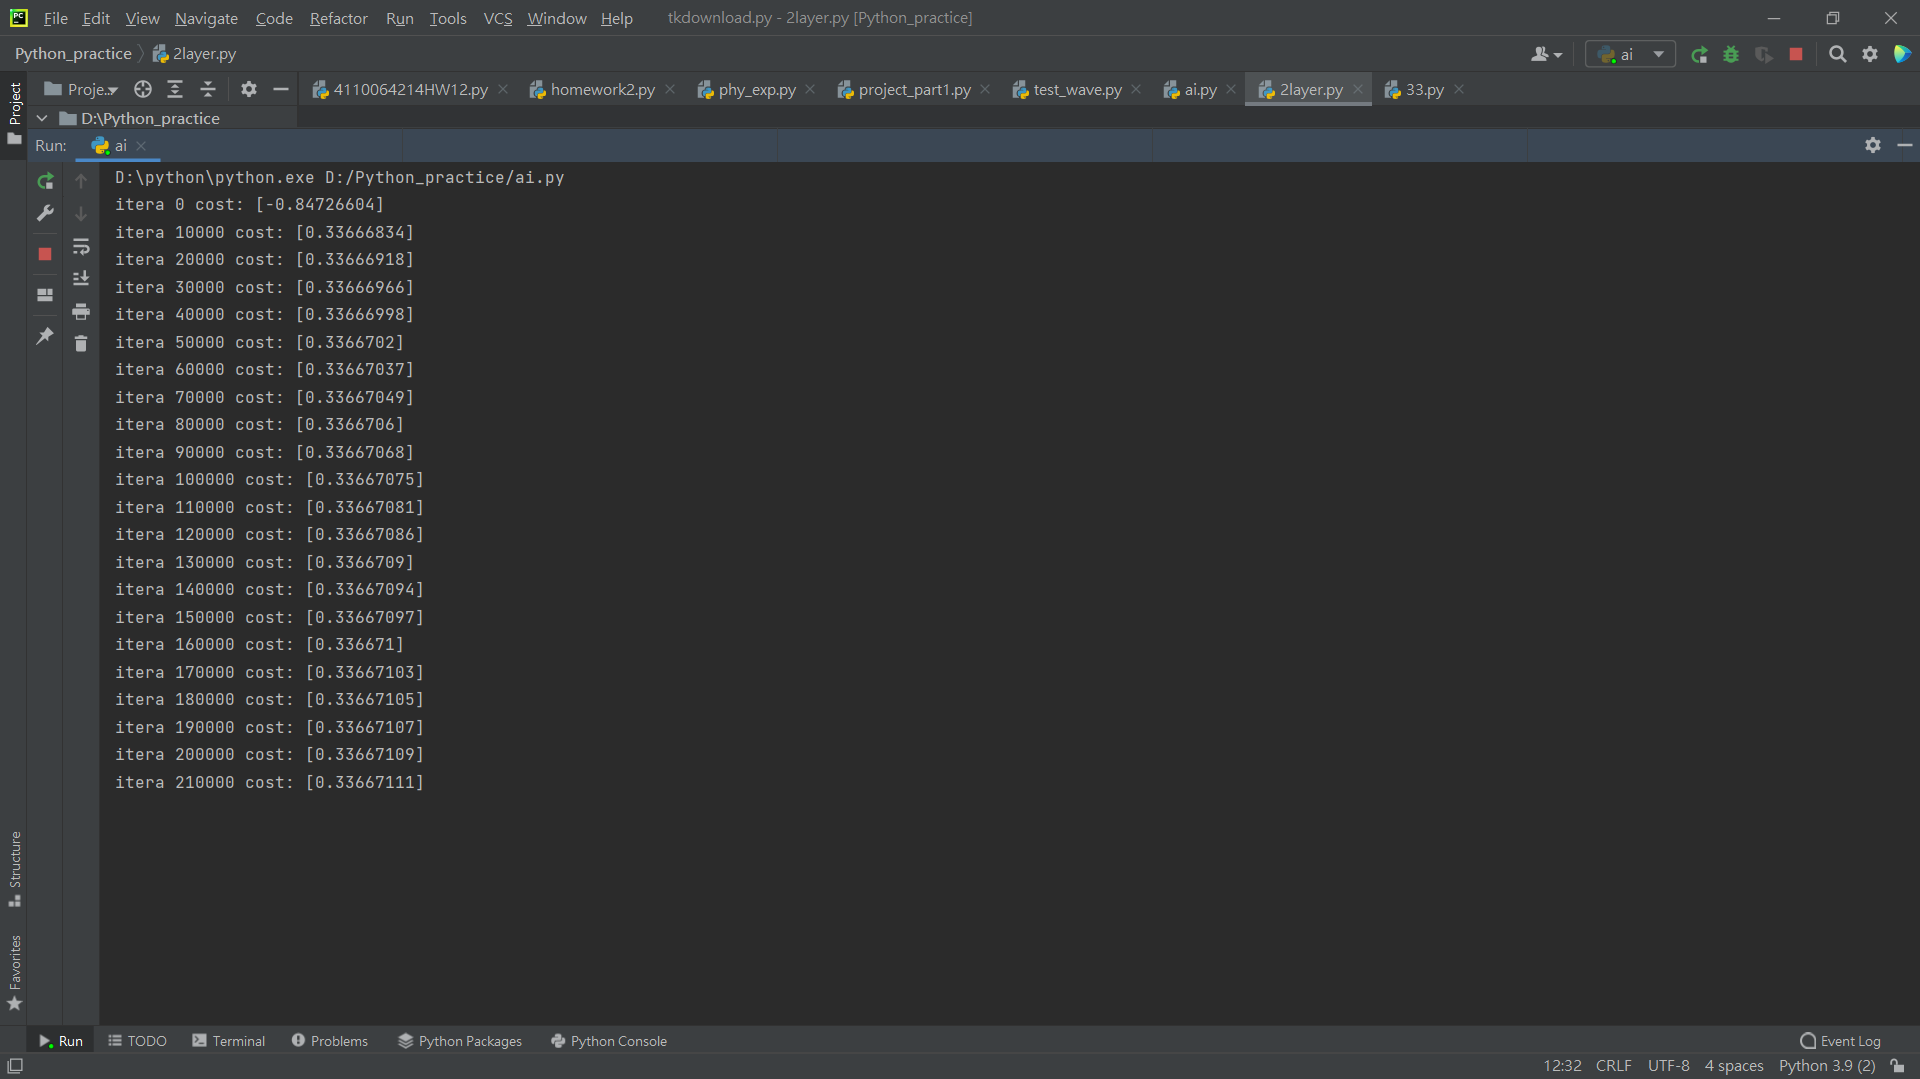 File Edit View Navigate Code Refactor Run Tools VCS Window Help tkdownload.py - 2layer.py [Python_practice]
Python_practice 2layer.py ai
Proje... 4110064214HW12.py homework2.py phy_exp.py project_part1.py test_wave.py ai.py 2layer.py 33.py
D:\Python_practice
Run: ai
D:\python\python.exe D:/Python_practice/ai.py
itera 0 cost: [-0.84726604]
itera 10000 cost: [0.33666834]
itera 20000 cost: [0.33666918]
itera 30000 cost: [0.33666966]
itera 40000 cost: [0.33666998]
itera 50000 cost: [0.3366702]
itera 60000 cost: [0.33667037]
itera 70000 cost: [0.33667049]
itera 80000 cost: [0.3366706]
itera 90000 cost: [0.33667068]
itera 100000 cost: [0.33667075]
itera 110000 cost: [0.33667081]
itera 120000 cost: [0.33667086]
itera 130000 cost: [0.3366709]
itera 140000 cost: [0.33667094]
itera 150000 cost: [0.33667097]
itera 160000 cost: [0.336671]
itera 170000 cost: [0.33667103]
itera 180000 cost: [0.33667105]
itera 190000 cost: [0.33667107]
itera 200000 cost: [0.33667109]
itera 210000 cost: [0.33667111]
Project
Structure
Favorites
Run TODO Terminal Problems Python Packages Python Console Event Log
12:32 CRLF UTF-8 4 spaces Python 3.9 (2)